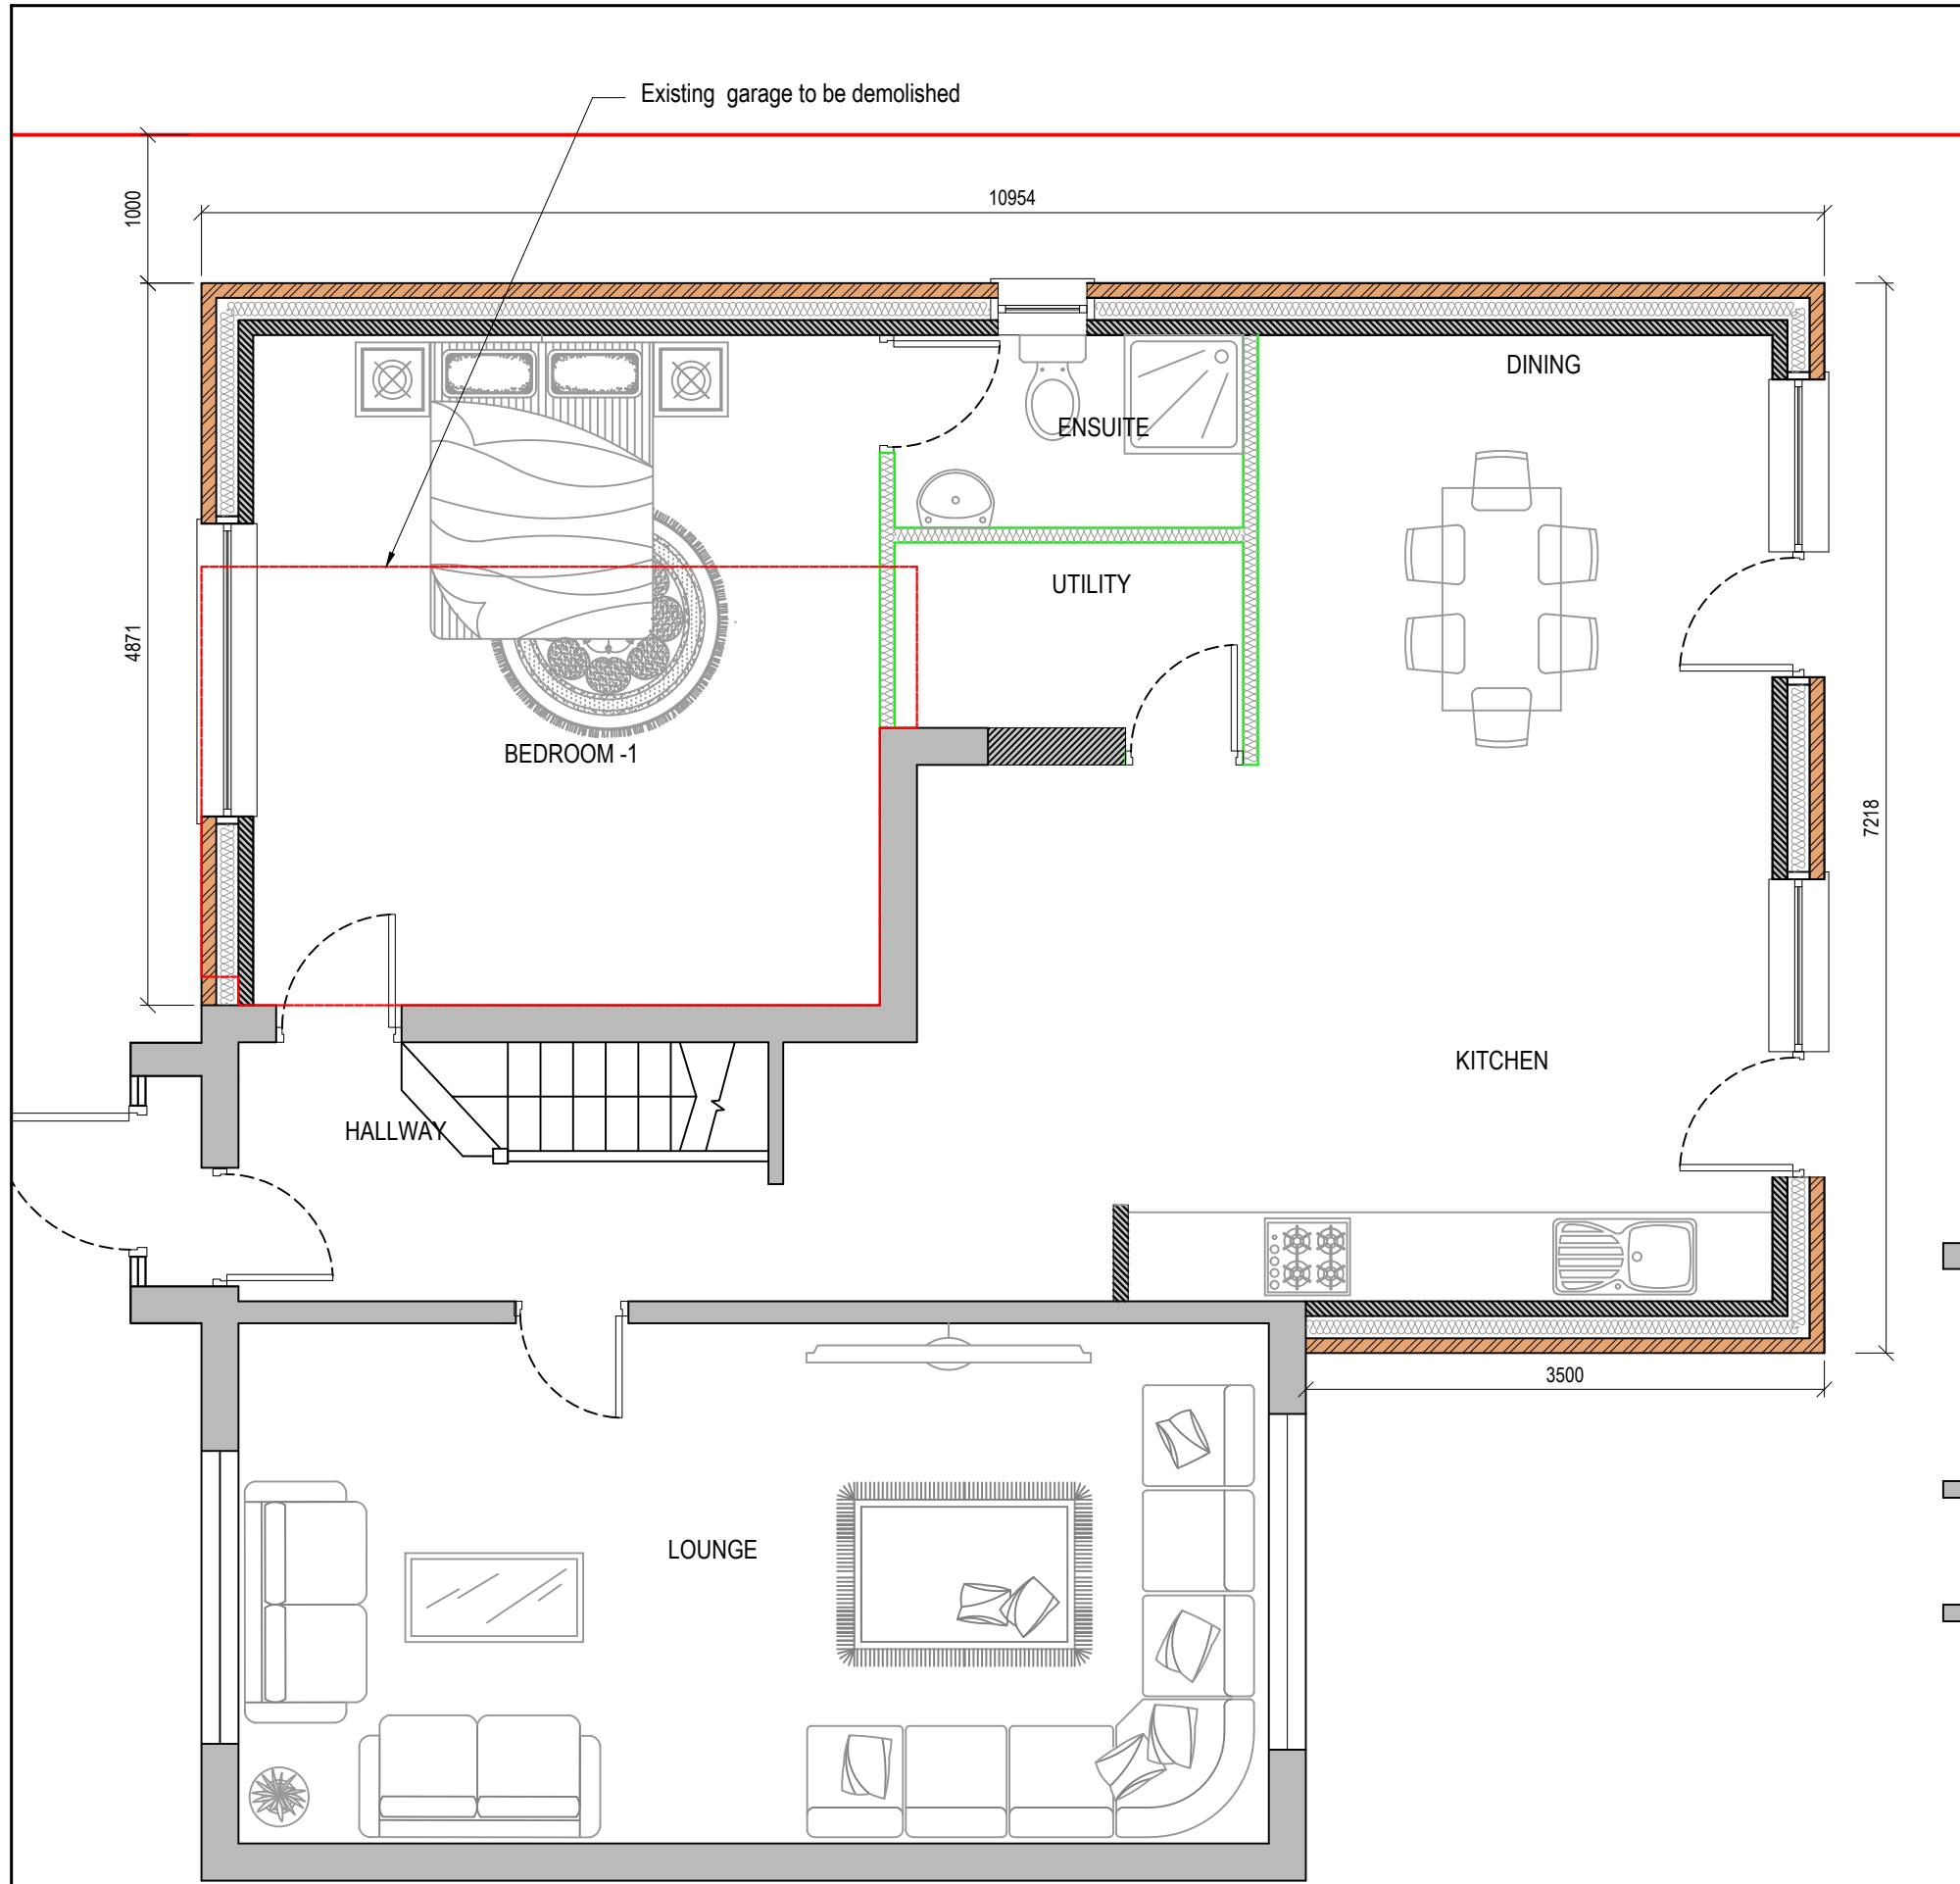 Existing garage to be demolished
1000
10954
DINING
ENSUITE
UTILITY
4871
BEDROOM -1
7218
KITCHEN
HALLWAY
3500
LOUNGE